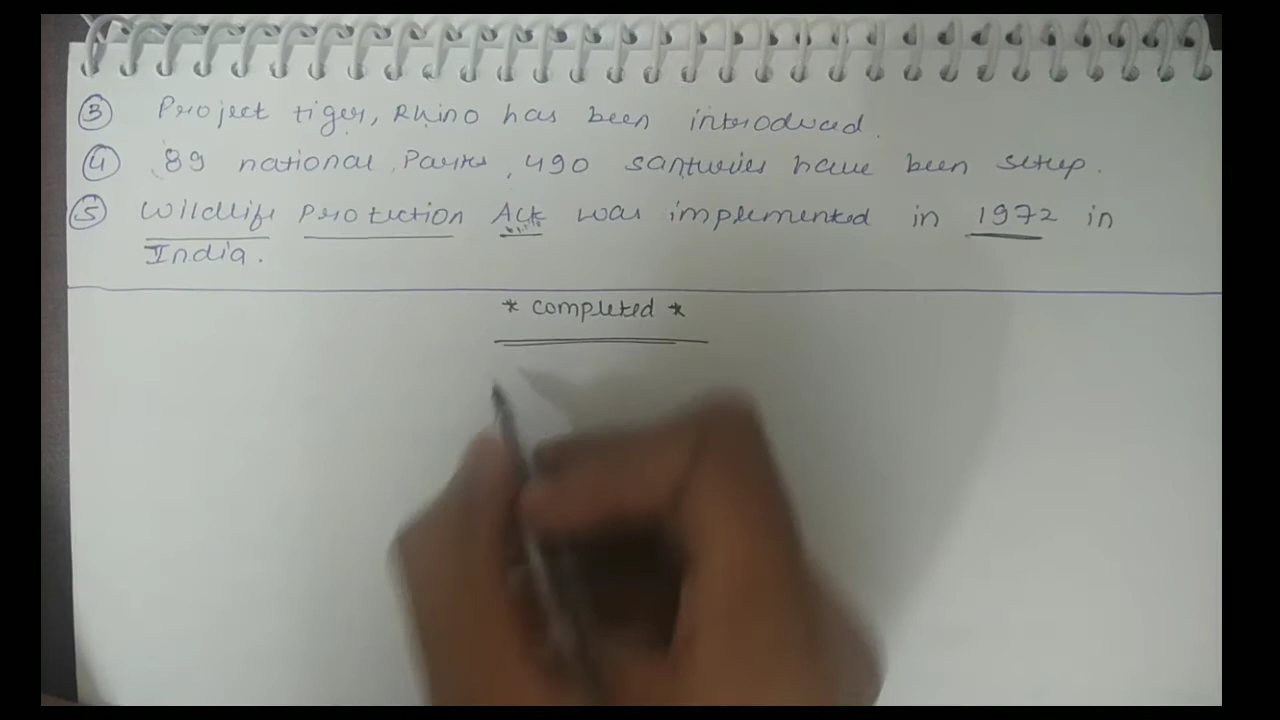 ③ Project tiger, Rhino has been introduced.
④ 89 national Parks, 490 santuries have been setup.
⑤ Wildlife Protection Act was implemented in 1972 in
India.
* completed *